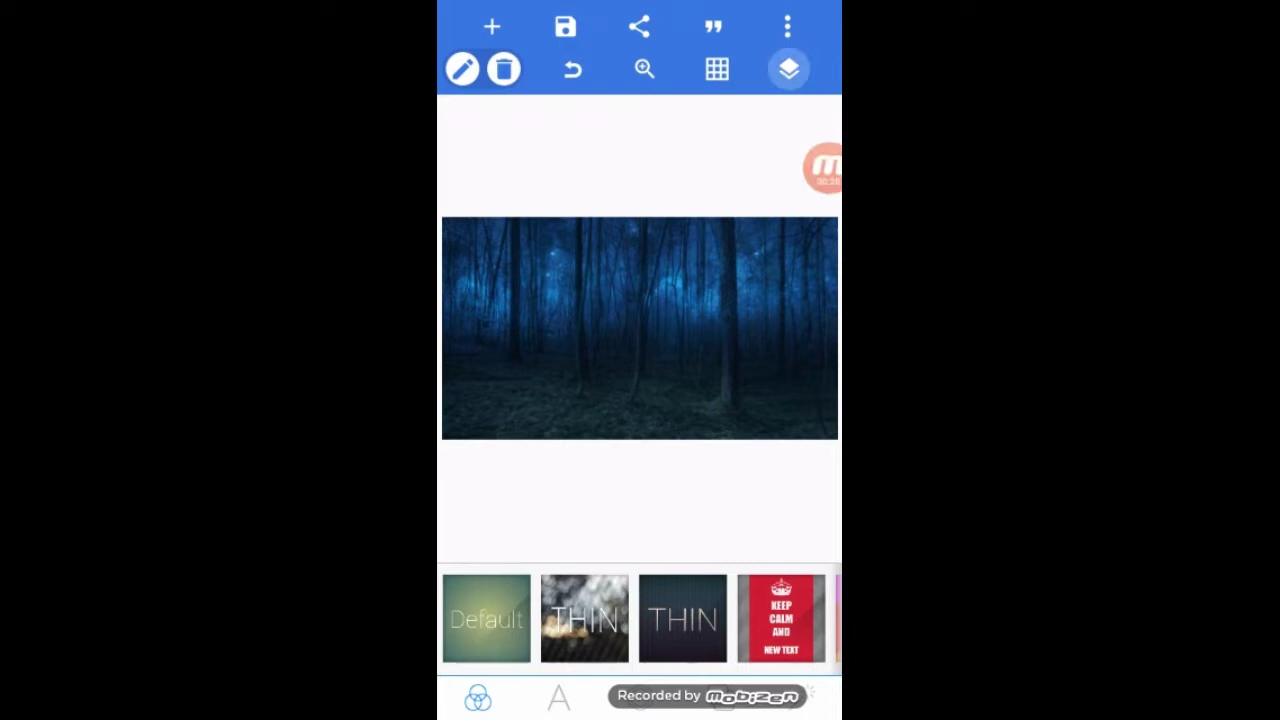 Default
THIN
THIN
KEEP
CALM
AND
NEW TEXT
A
Recorded by mobizen